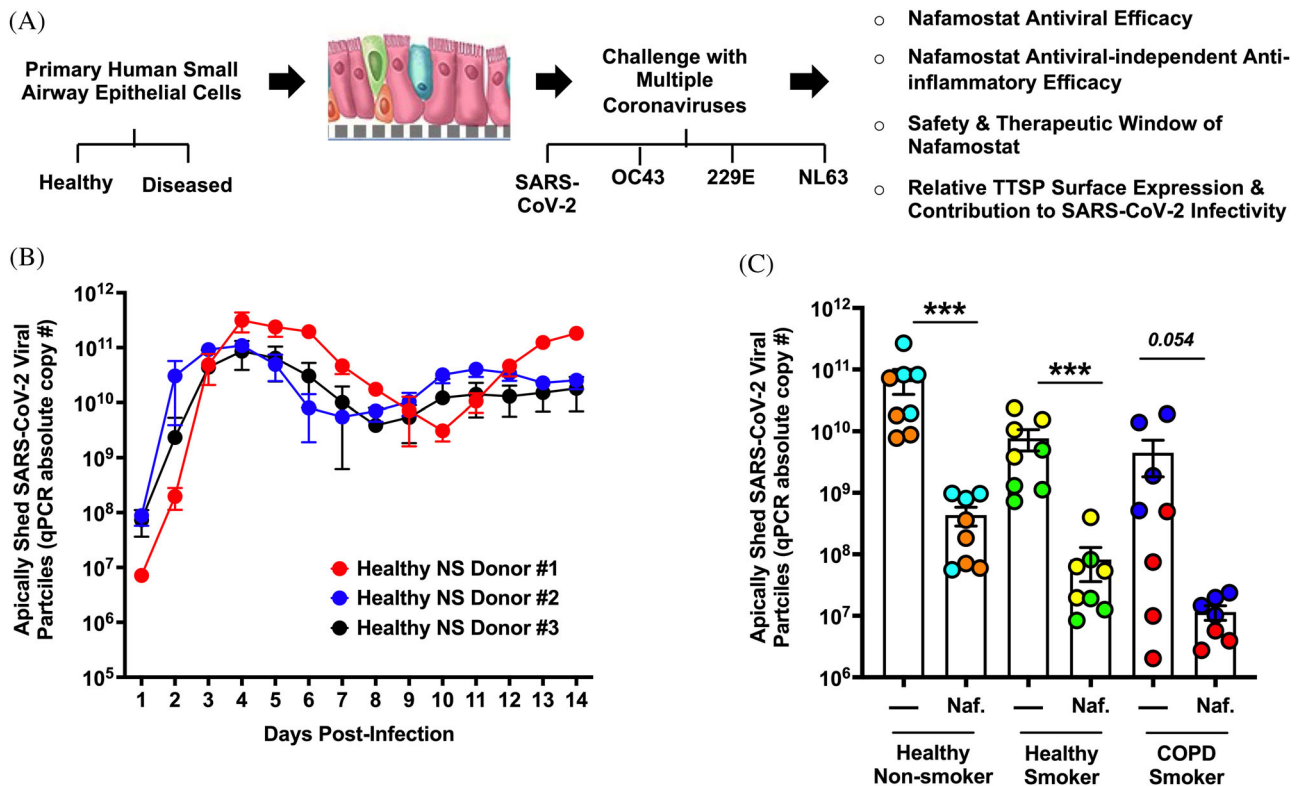 (A)
Primary Human Small
Airway Epithelial Cells
Healthy
Diseased
Challenge with
Multiple
Coronaviruses
SARS-
CoV-2
OC43
229E
NL63
○ Nafamostat Antiviral Efficacy
○ Nafamostat Antiviral-independent Anti-
inflammatory Efficacy
○ Safety & Therapeutic Window of
Nafamostat
○ Relative TTSP Surface Expression &
Contribution to SARS-CoV-2 Infectivity
(B)
Apically Shed SARS-CoV-2 Viral
Partciles (qPCR absolute copy #)
10¹²
10¹¹
10¹⁰
10⁹
10⁸
10⁷
10⁶
10⁵
Healthy NS Donor #1
Healthy NS Donor #2
Healthy NS Donor #3
1 2 3 4 5 6 7 8 9 10 11 12 13 14
Days Post-Infection
(C)
Apically Shed SARS-CoV-2 Viral
Partciles (qPCR absolute copy #)
10¹²
10¹¹
10¹⁰
10⁹
10⁸
10⁷
10⁶
***
***
0.054
— Naf. — Naf. — Naf.
Healthy
Non-smoker
Healthy
Smoker
COPD
Smoker